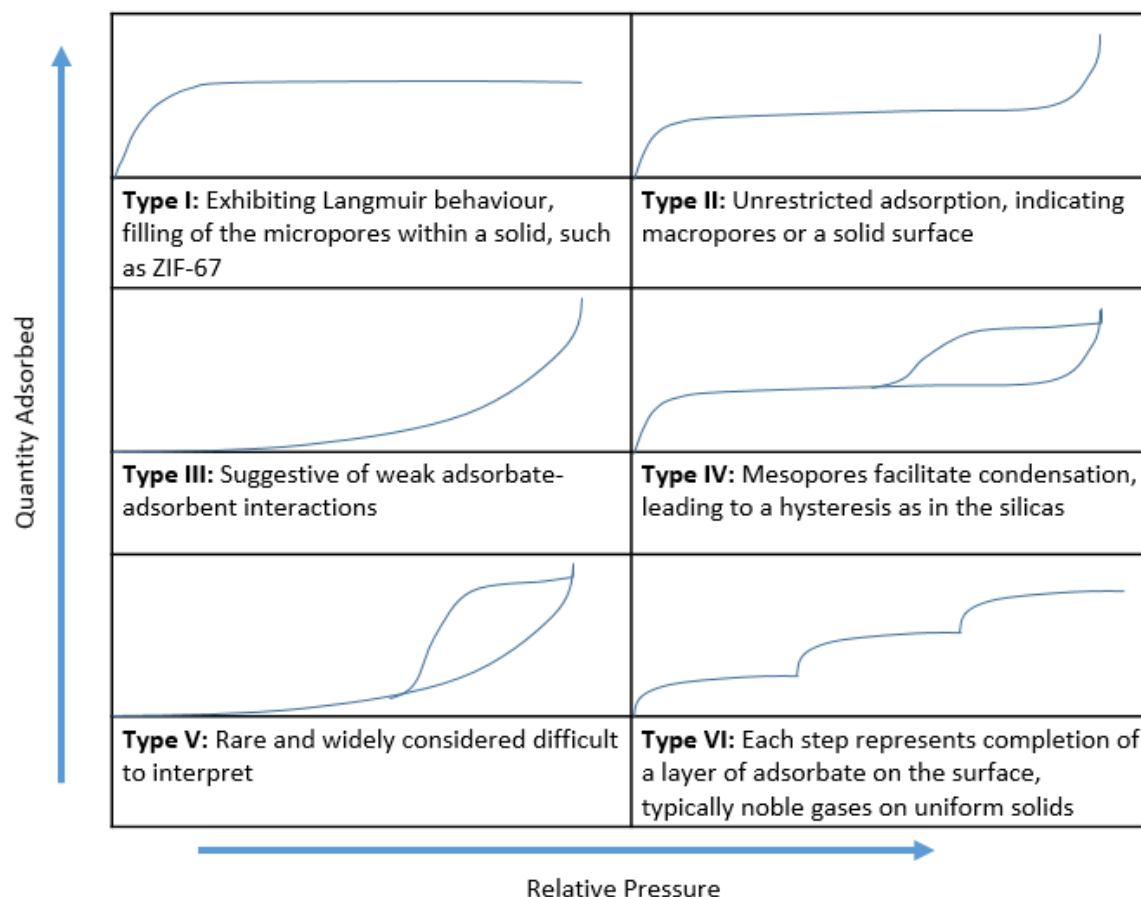 Quantity Adsorbed
Type I: Exhibiting Langmuir behaviour,
filling of the micropores within a solid, such
as ZIF-67
Type II: Unrestricted adsorption, indicating
macropores or a solid surface
Type III: Suggestive of weak adsorbate-
adsorbent interactions
Type IV: Mesopores facilitate condensation,
leading to a hysteresis as in the silicas
Type V: Rare and widely considered difficult
to interpret
Type VI: Each step represents completion of
a layer of adsorbate on the surface,
typically noble gases on uniform solids
Relative Pressure